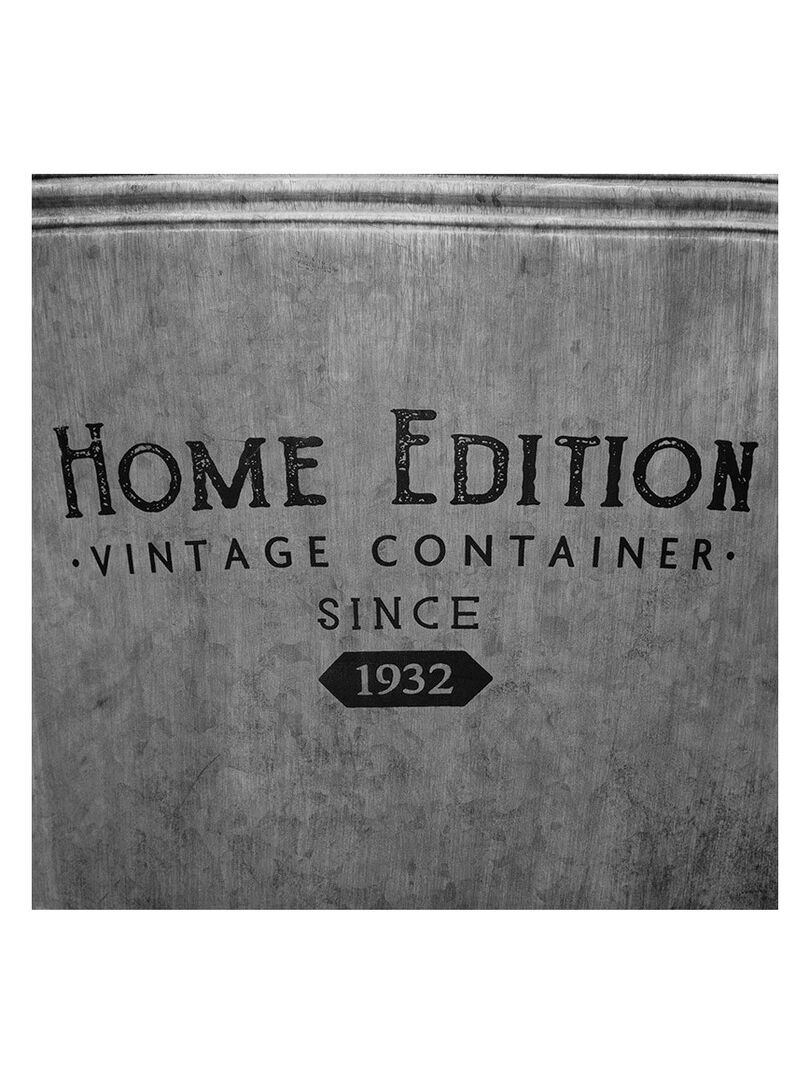 HOME EDITION
·VINTAGE CONTAINER·
SINCE
1932